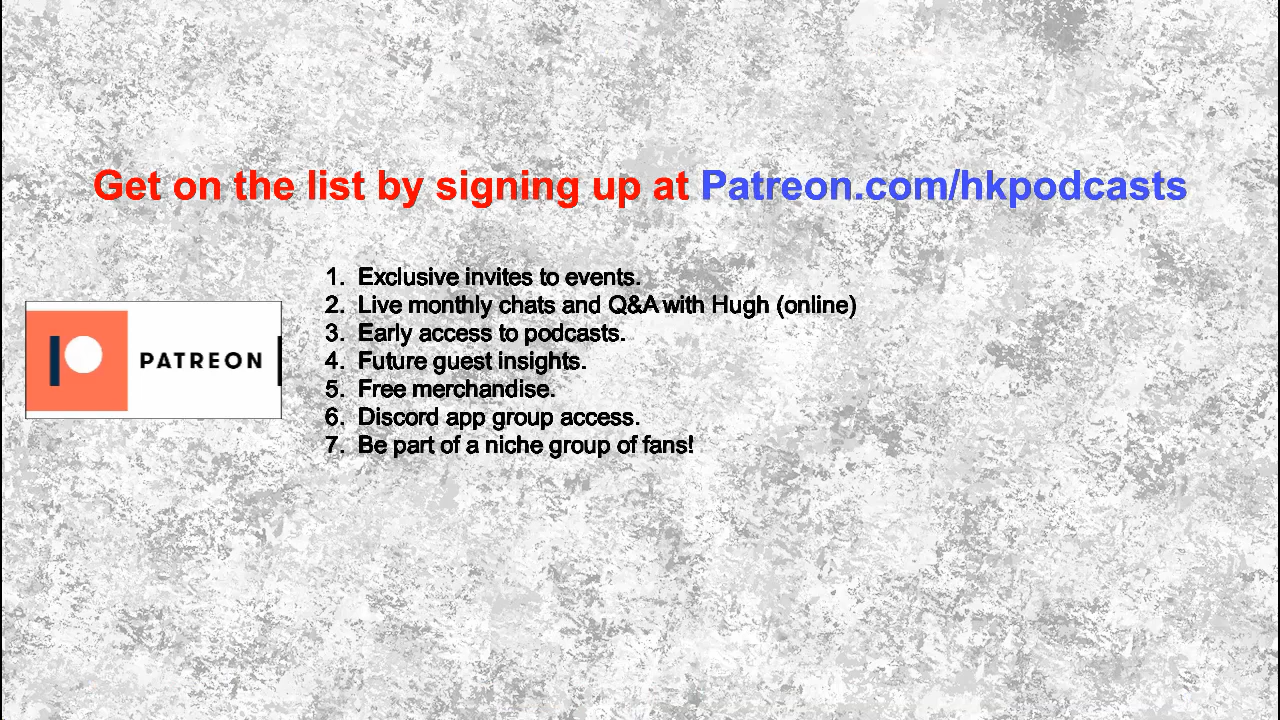 Get on the list by signing up at Patreon.com/hkpodcasts
1. Exclusive invites to events.
2. Live monthly chats and Q&A with Hugh (online)
3. Early access to podcasts.
PATREON
4. Future guest insights.
5. Free merchandise.
6. Discord app group access.
7. Be part of a niche group of fans!